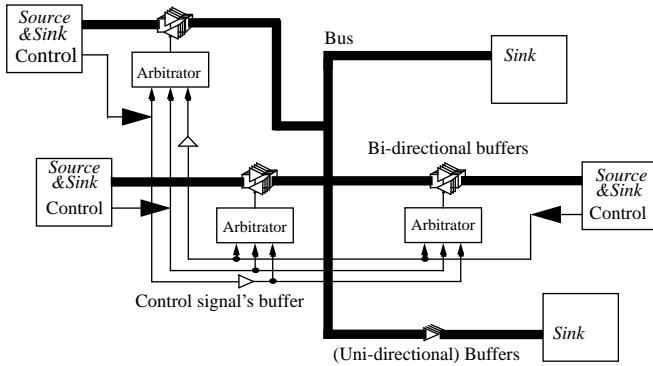 Source
&Sink
Control
Arbitrator
Bus
Sink
Source
&Sink
Control
Bi-directional buffers
Source
&Sink
Control
Arbitrator
Arbitrator
Control signal's buffer
(Uni-directional) Buffers
Sink